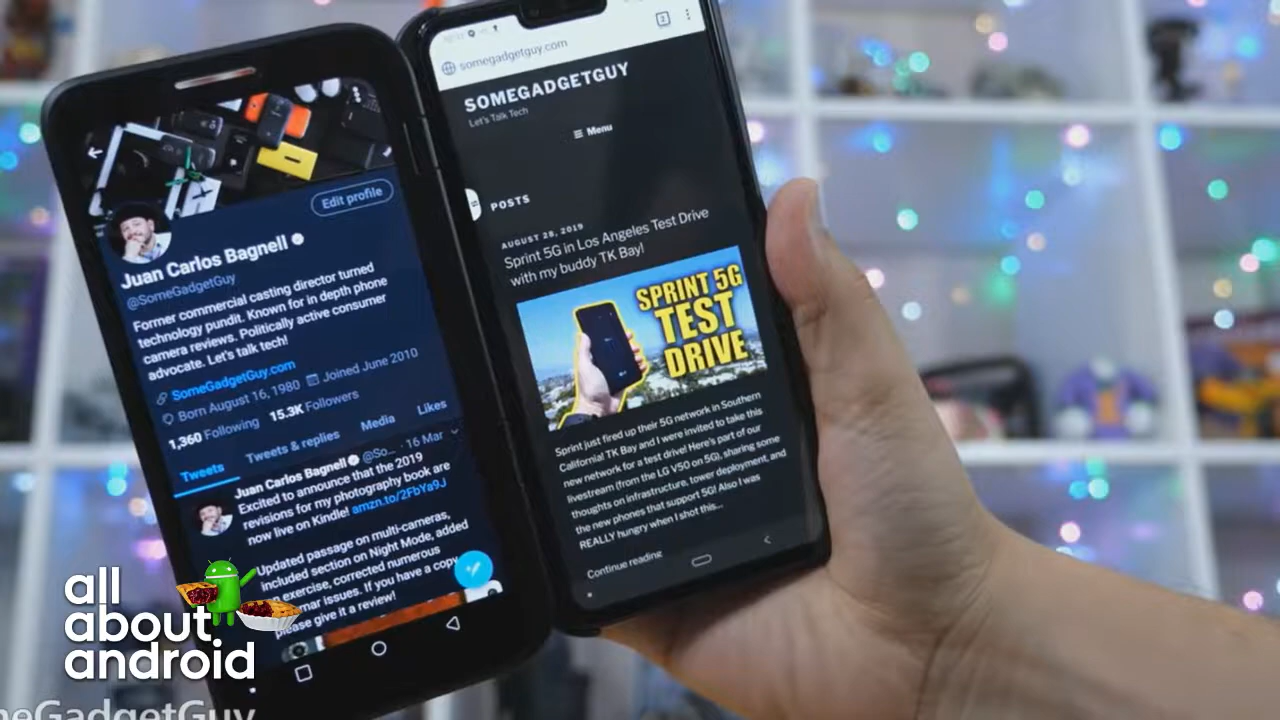 Edit profile
Juan Carlos Bagnell
@SomeGadgetGuy
Former commercial casting director turned
technology pundit. Known for in depth phone
camera reviews. Politically active consumer
advocate. Let's talk tech!
SomeGadgetGuy.com
Born August 16, 1980 Joined June 2010
1,360 Following 15.3K Followers
Tweets Tweets & replies Media Likes
Juan Carlos Bagnell @So... 16 Mar
Excited to announce that the 2019
revisions for my photography book are
now live on Kindle! amzn.to/2FbYa9J
Updated passage on multi-cameras,
included section on Night Mode, added
exercise, corrected numerous
issues. If you have a copy
please give it a review!
2
somegadgetguy.com
SOMEGADGETGUY
Let's Talk Tech
Menu
POSTS
AUGUST 28, 2019
Sprint 5G in Los Angeles Test Drive
with my buddy TK Bay!
SPRINT 5G
TEST
DRIVE
Sprint just fired up their 5G network in Southern
California! TK Bay and I were invited to take this
new network for a test drive! Here's part of our
livestream (from the LG V50 on 5G), sharing some
thoughts on infrastructure, tower deployment, and
the new phones that support 5G! Also I was
REALLY hungry when I shot this...
Continue reading
all
about
android
meGadgetGuy